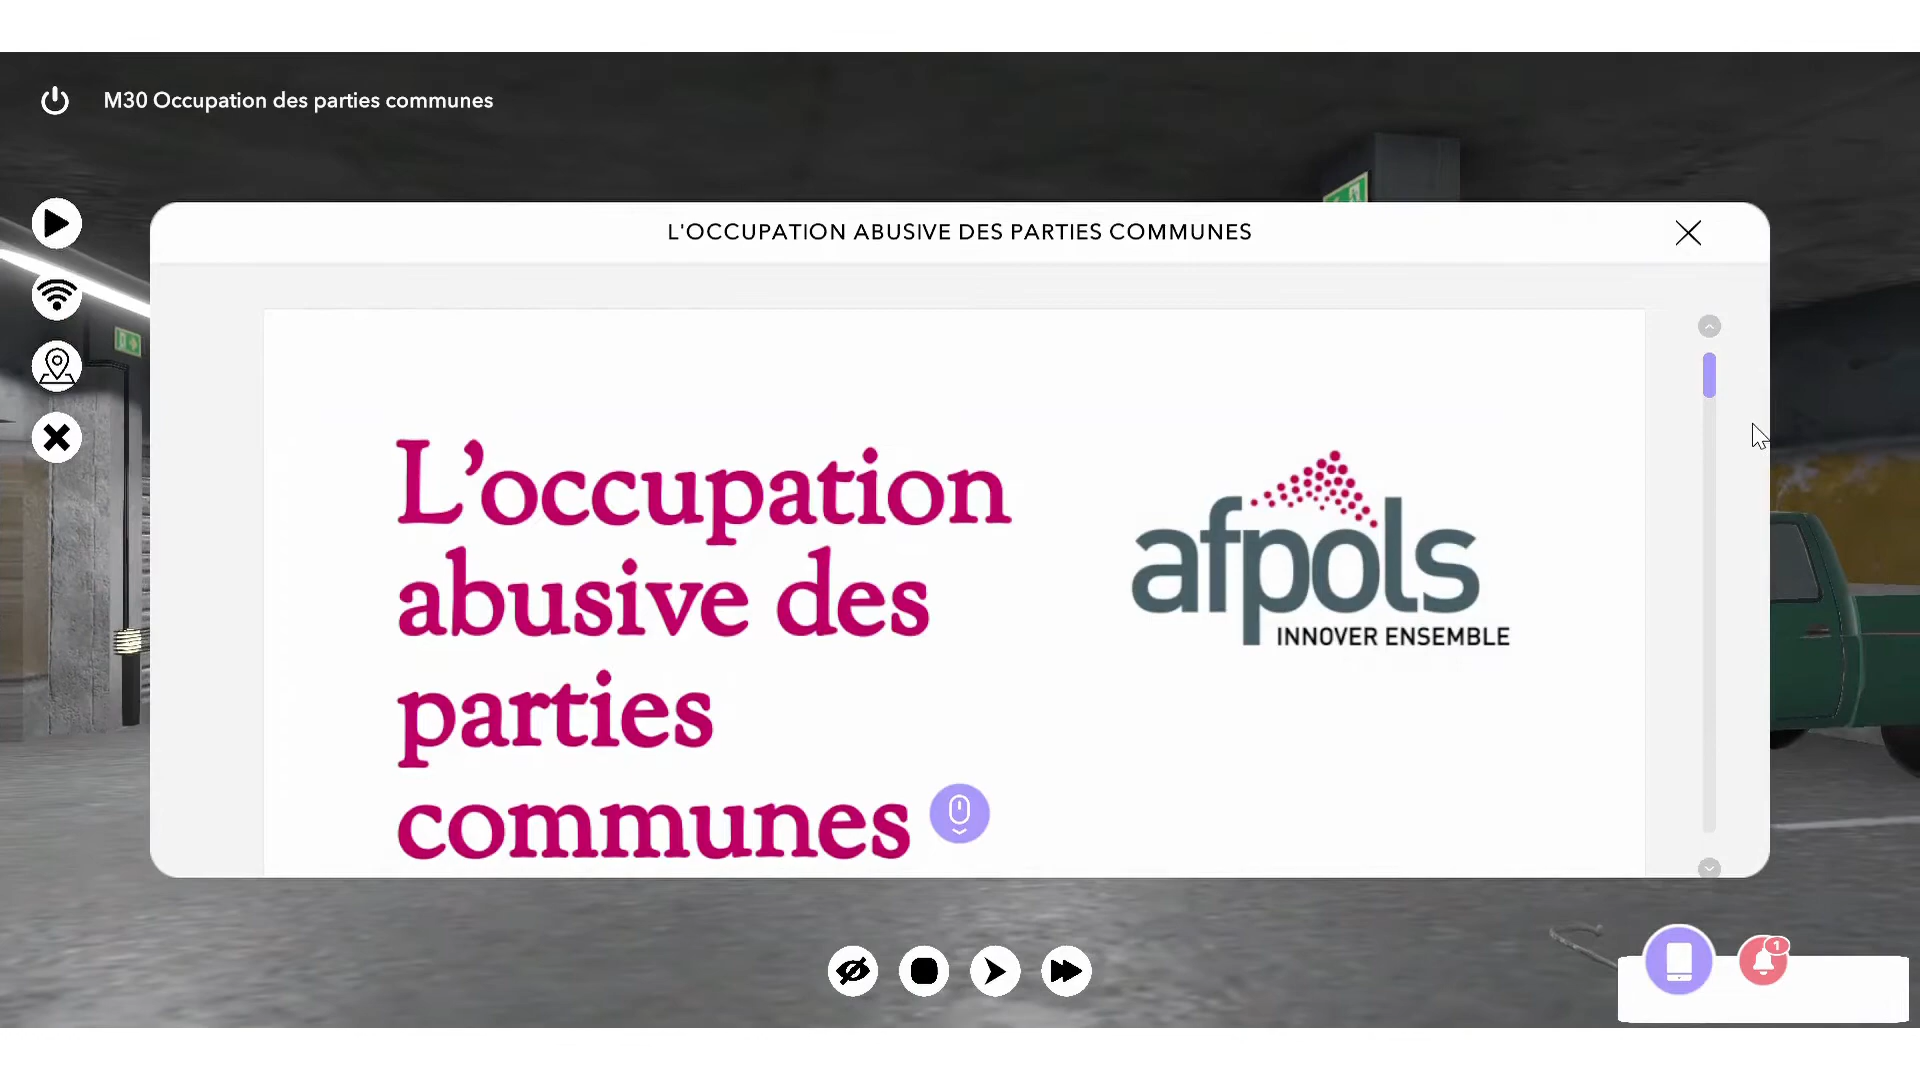 M30 Occupation des parties communes
L'OCCUPATION ABUSIVE DES PARTIES COMMUNES
L'occupation
abusive des
parties
communes
afpols
INNOVER ENSEMBLE
1